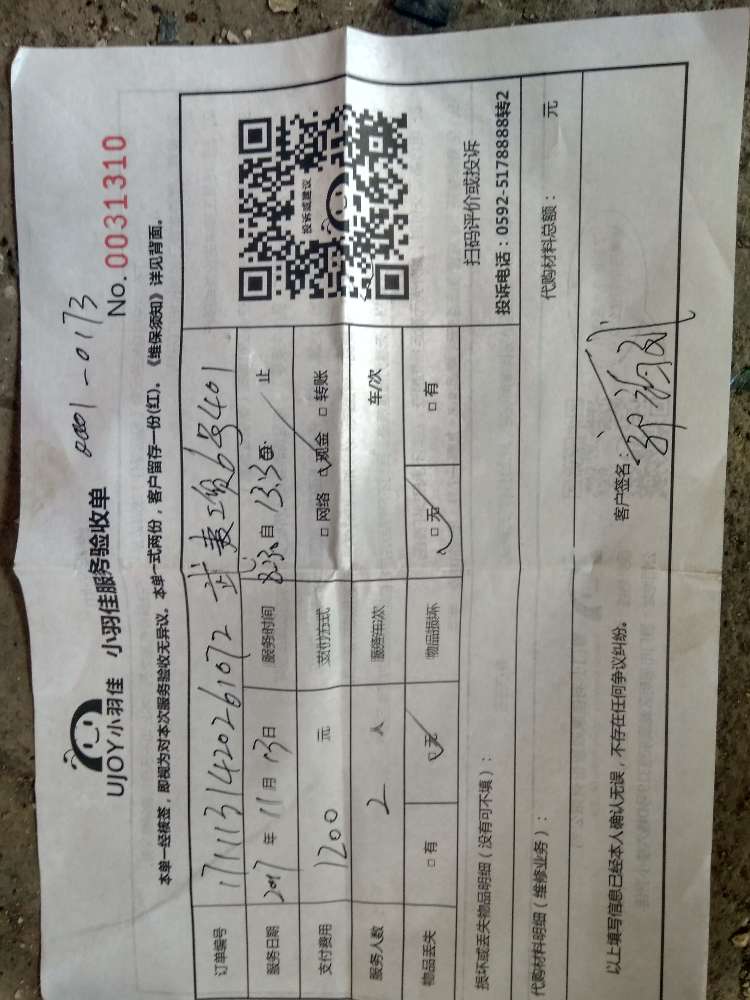 UJOY小羽佳 小羽佳服务验收单 0001-0173
No. 0031310
本单一经核签，即视为对本次服务验收无异议。本单一式两份，客户留存一份(红)。《维保须知》详见背面。
订单编号 1711131420261072
6号401
服务日期 2017 年 11 月 13 日 服务时间 8:30 自 13:30 止
支付费用 1200 元 支付方式 □ 网络 ☑ 现金 □ 转账
服务人数 2 人 服务车次 车/次
物品丢失 □ 有 ☑ 无 物品损坏 ☑ 无 □ 有
投诉或建议
扫码评价或投诉
投诉电话：0592-5178888转2
损坏或丢失物品明细（没有可不填）：
代购材料明细（维修业务）： 代购材料总额： 元
以上填写信息已经本人确认无误，不存在任何争议纠纷。 客户签名：